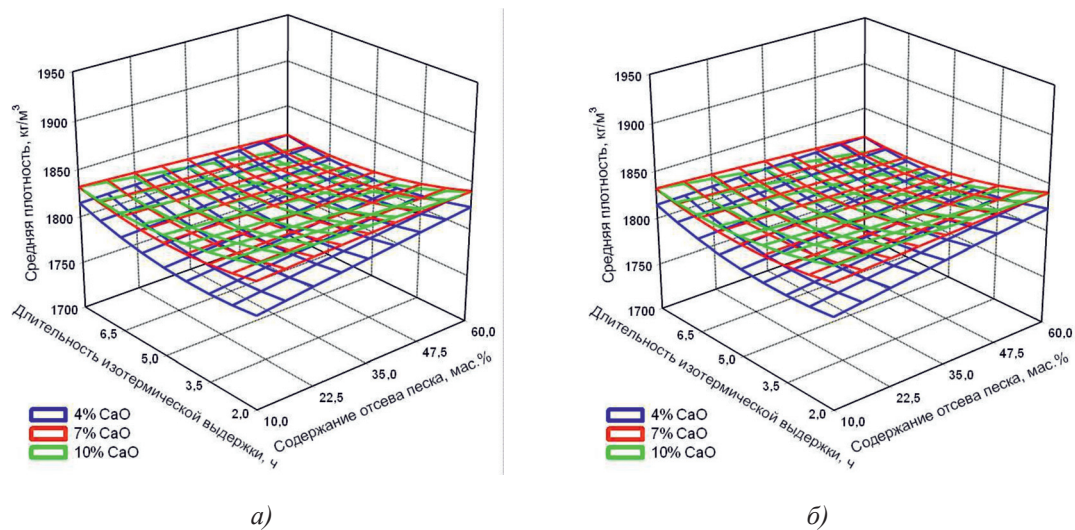 1950
1900
1850
1800
1750
1700
Средняя плотность, кг/м³
6,5
5,0
3,5
2,0
Длительность изотермической выдержки, ч
10,0
22,5
35,0
47,5
60,0
Содержание отсева песка, мас.%
4% CaO
7% CaO
10% CaO
а)
1950
1900
1850
1800
1750
1700
Средняя плотность, кг/м³
6,5
5,0
3,5
2,0
Длительность изотермической выдержки, ч
10,0
22,5
35,0
47,5
60,0
Содержание отсева песка, мас.%
4% CaO
7% CaO
10% CaO
б)